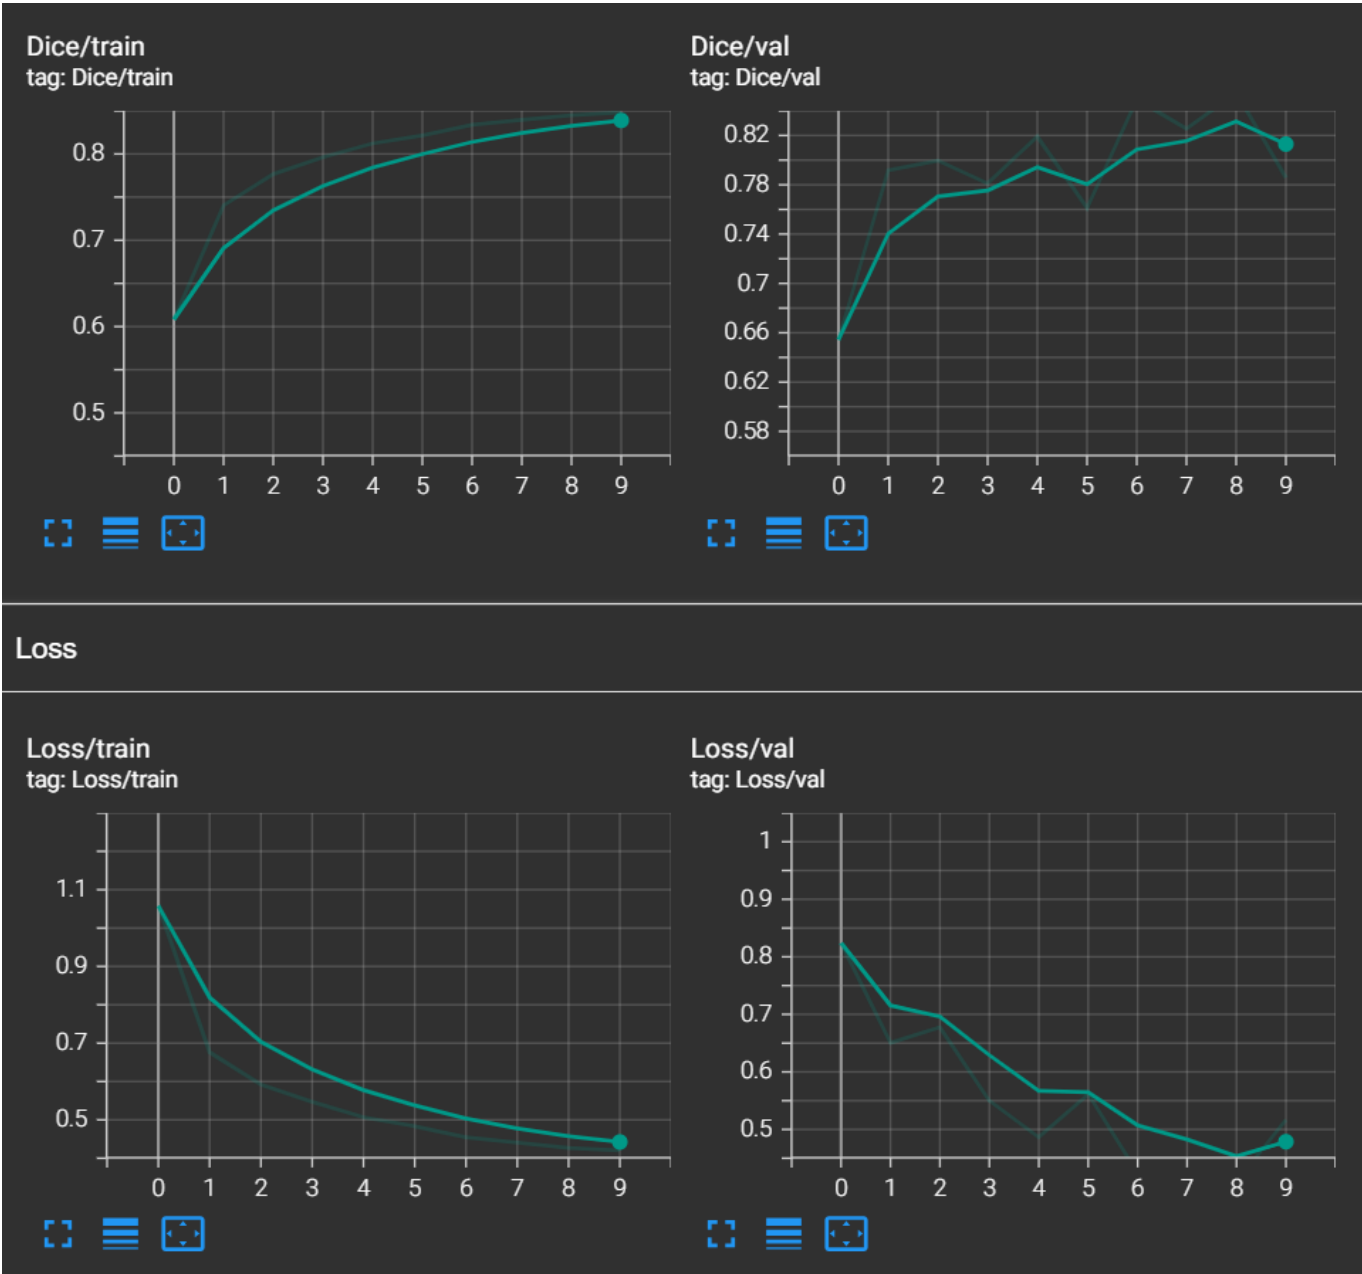 Dice/train
tag: Dice/train
0.8
0.7
0.6
0.5
0 1 2 3 4 5 6 7 8 9
Dice/val
tag: Dice/val
0.82
0.78
0.74
0.7
0.66
0.62
0.58
0 1 2 3 4 5 6 7 8 9
Loss
Loss/train
tag: Loss/train
1.1
0.9
0.7
0.5
0 1 2 3 4 5 6 7 8 9
Loss/val
tag: Loss/val
1
0.9
0.8
0.7
0.6
0.5
0 1 2 3 4 5 6 7 8 9